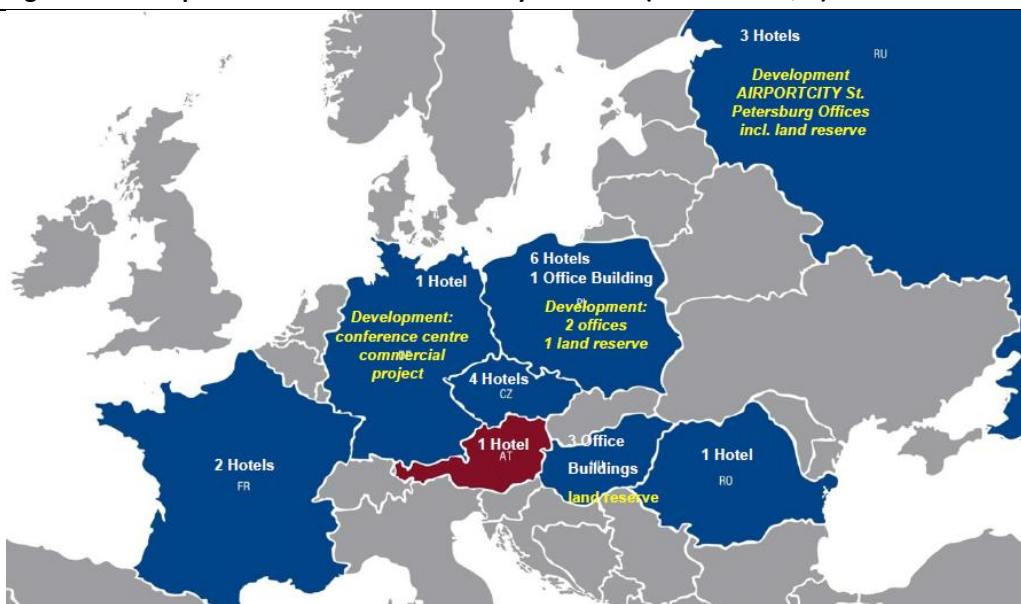 3 Hotels
RU
Development
AIRPORTCITY St.
Petersburg Offices
incl. land reserve
6 Hotels
1 Office Building
PL
Development:
2 offices
1 land reserve
1 Hotel
Development:
conference centre
commercial
project
4 Hotels
CZ
1 Hotel
AT
3 Office
Buildings
land reserve
1 Hotel
RO
2 Hotels
FR